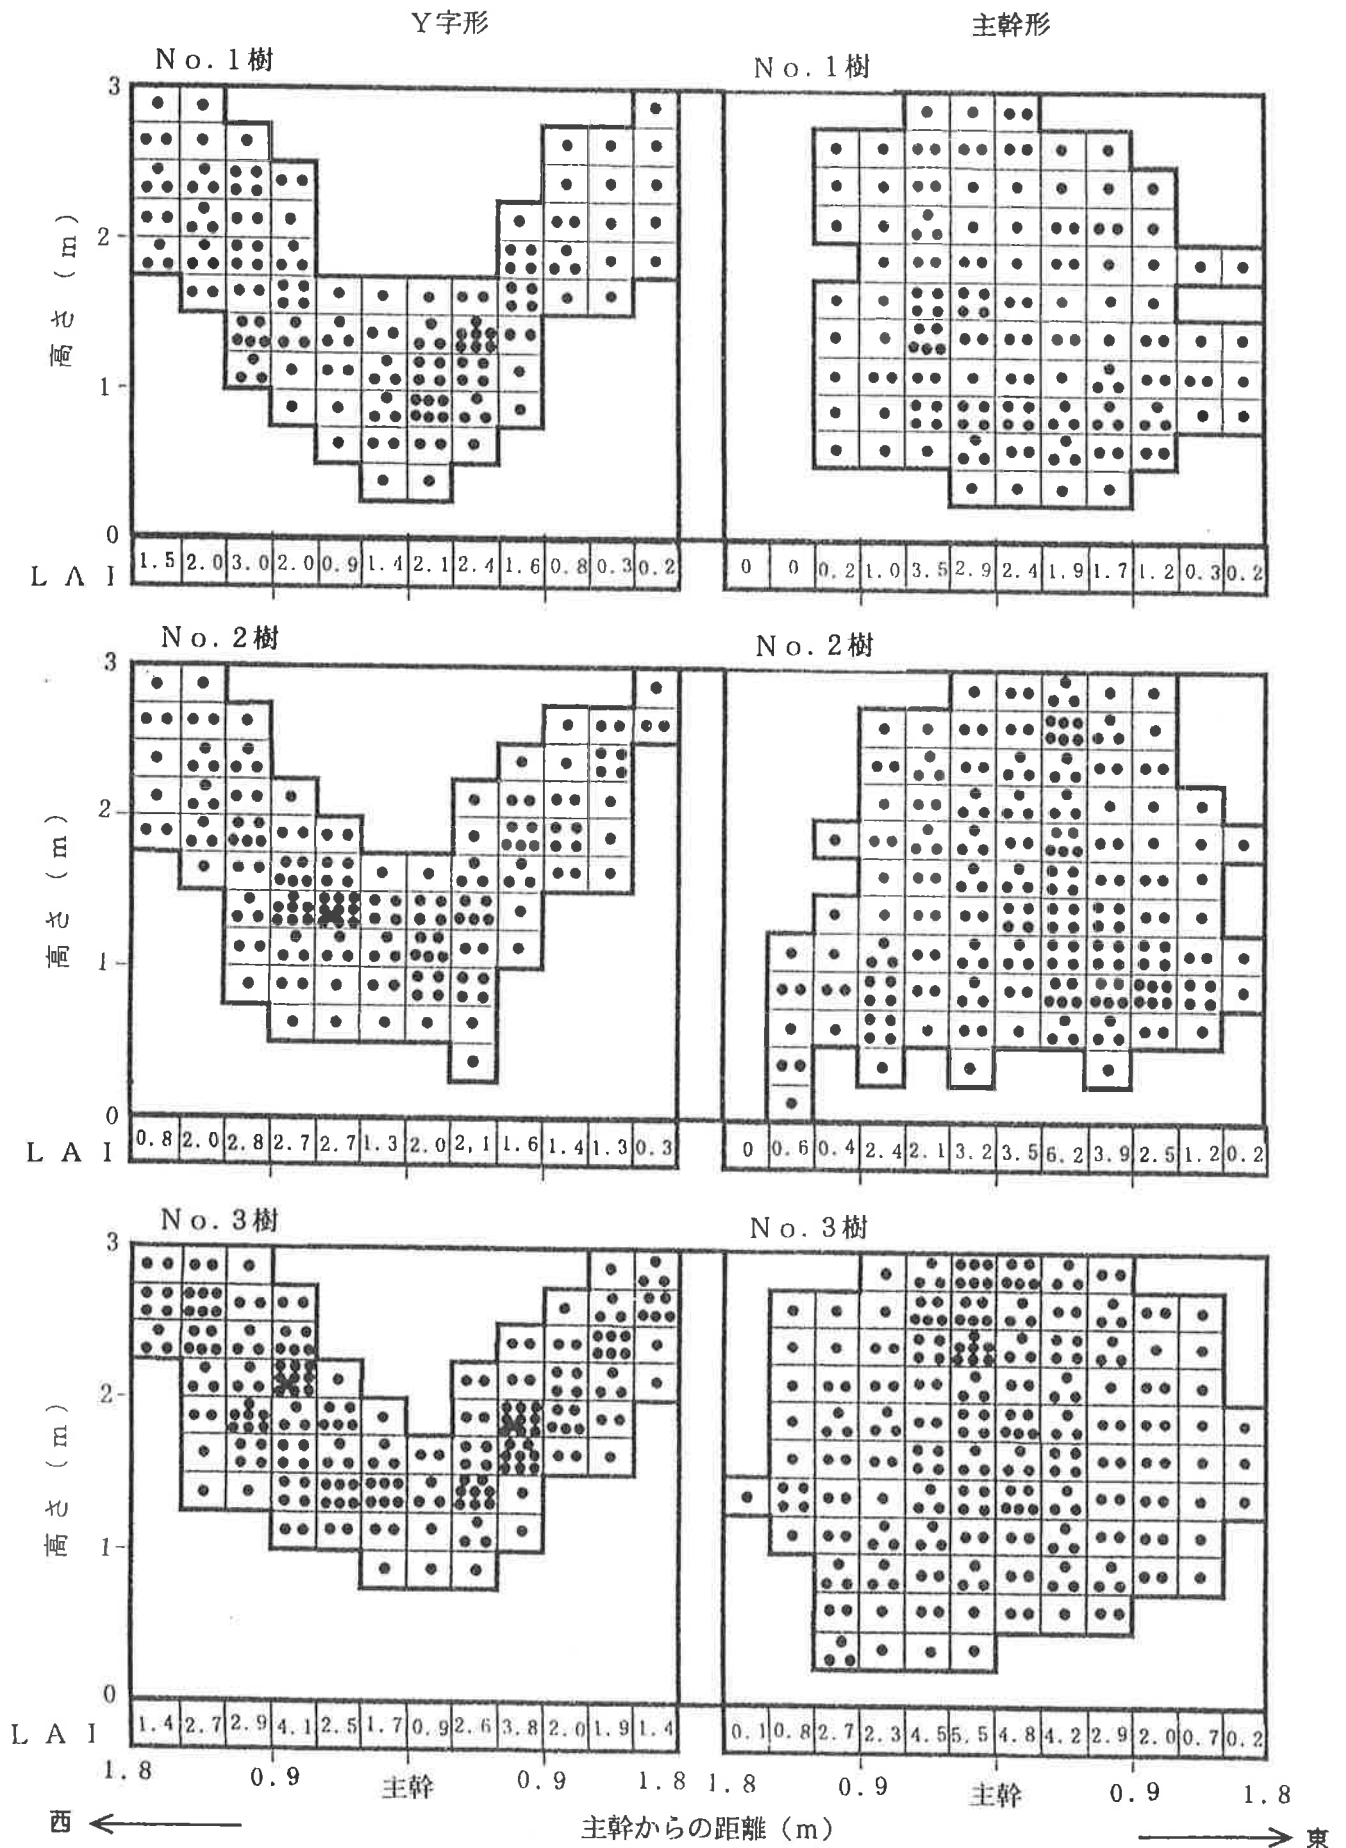 Y字形 主幹形
No. 1樹 No. 1樹
3
2
1
0
高さ (m)
LAI 1.5 2.0 3.0 2.0 0.9 1.4 2.1 2.4 1.6 0.8 0.3 0.2 0 0 0.2 1.0 3.5 2.9 2.4 1.9 1.7 1.2 0.3 0.2
No. 2樹 No. 2樹
3
2
1
0
高さ (m)
LAI 0.8 2.0 2.8 2.7 2.7 1.3 2.0 2,1 1.6 1.4 1.3 0.3 0 0.6 0.4 2.4 2.1 3.2 3.5 6.2 3.9 2.5 1.2 0.2
No. 3樹 No. 3樹
3
2
1
0
高さ (m)
LAI 1.4 2.7 2.9 4.1 2.5 1.7 0.9 2.6 3.8 2.0 1.9 1.4 0.1 0.8 2.7 2.3 4.5 5.5 4.8 4.2 2.9 2.0 0.7 0.2
1.8 0.9 主幹 0.9 1.8 1.8 0.9 主幹 0.9 1.8
西 ← 主幹からの距離 (m) → 東